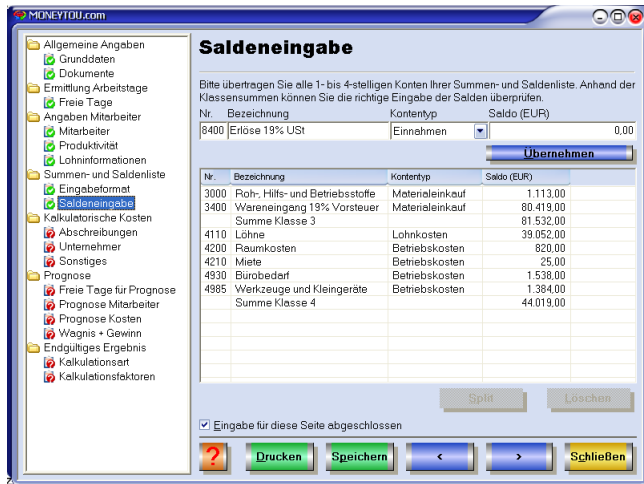 MONEYTOU.com
Allgemeine Angaben
Grunddaten
Dokumente
Ermittlung Arbeitstage
Freie Tage
Angaben Mitarbeiter
Mitarbeiter
Produktivität
Lohninformationen
Summen- und Saldenliste
Eingabeformat
Saldeneingabe
Kalkulatorische Kosten
Abschreibungen
Unternehmer
Sonstiges
Prognose
Freie Tage für Prognose
Prognose Mitarbeiter
Prognose Kosten
Wagnis + Gewinn
Endgültiges Ergebnis
Kalkulationsart
Kalkulationsfaktoren
Saldeneingabe
Bitte übertragen Sie alle 1- bis 4-stelligen Konten Ihrer Summen- und Saldenliste. Anhand der
Klassensummen können Sie die richtige Eingabe der Salden überprüfen.
Nr. Bezeichnung Kontentyp Saldo (EUR)
8400 Erlöse 19% USt Einnahmen 0,00
Übernehmen
Nr. Bezeichnung Kontentyp Saldo (EUR)
3000 Roh-, Hilfs- und Betriebsstoffe Materialeinkauf 1.113,00
3400 Wareneingang 19% Vorsteuer Materialeinkauf 80.419,00
Summe Klasse 3 81.532,00
4110 Löhne Lohnkosten 39.052,00
4200 Raumkosten Betriebskosten 820,00
4210 Miete Betriebskosten 25,00
4930 Bürobedarf Betriebskosten 1.538,00
4985 Werkzeuge und Kleingeräte Betriebskosten 1.384,00
Summe Klasse 4 44.019,00
Split Löschen
Eingabe für diese Seite abgeschlossen
? Drucken Speichern < > Schließen